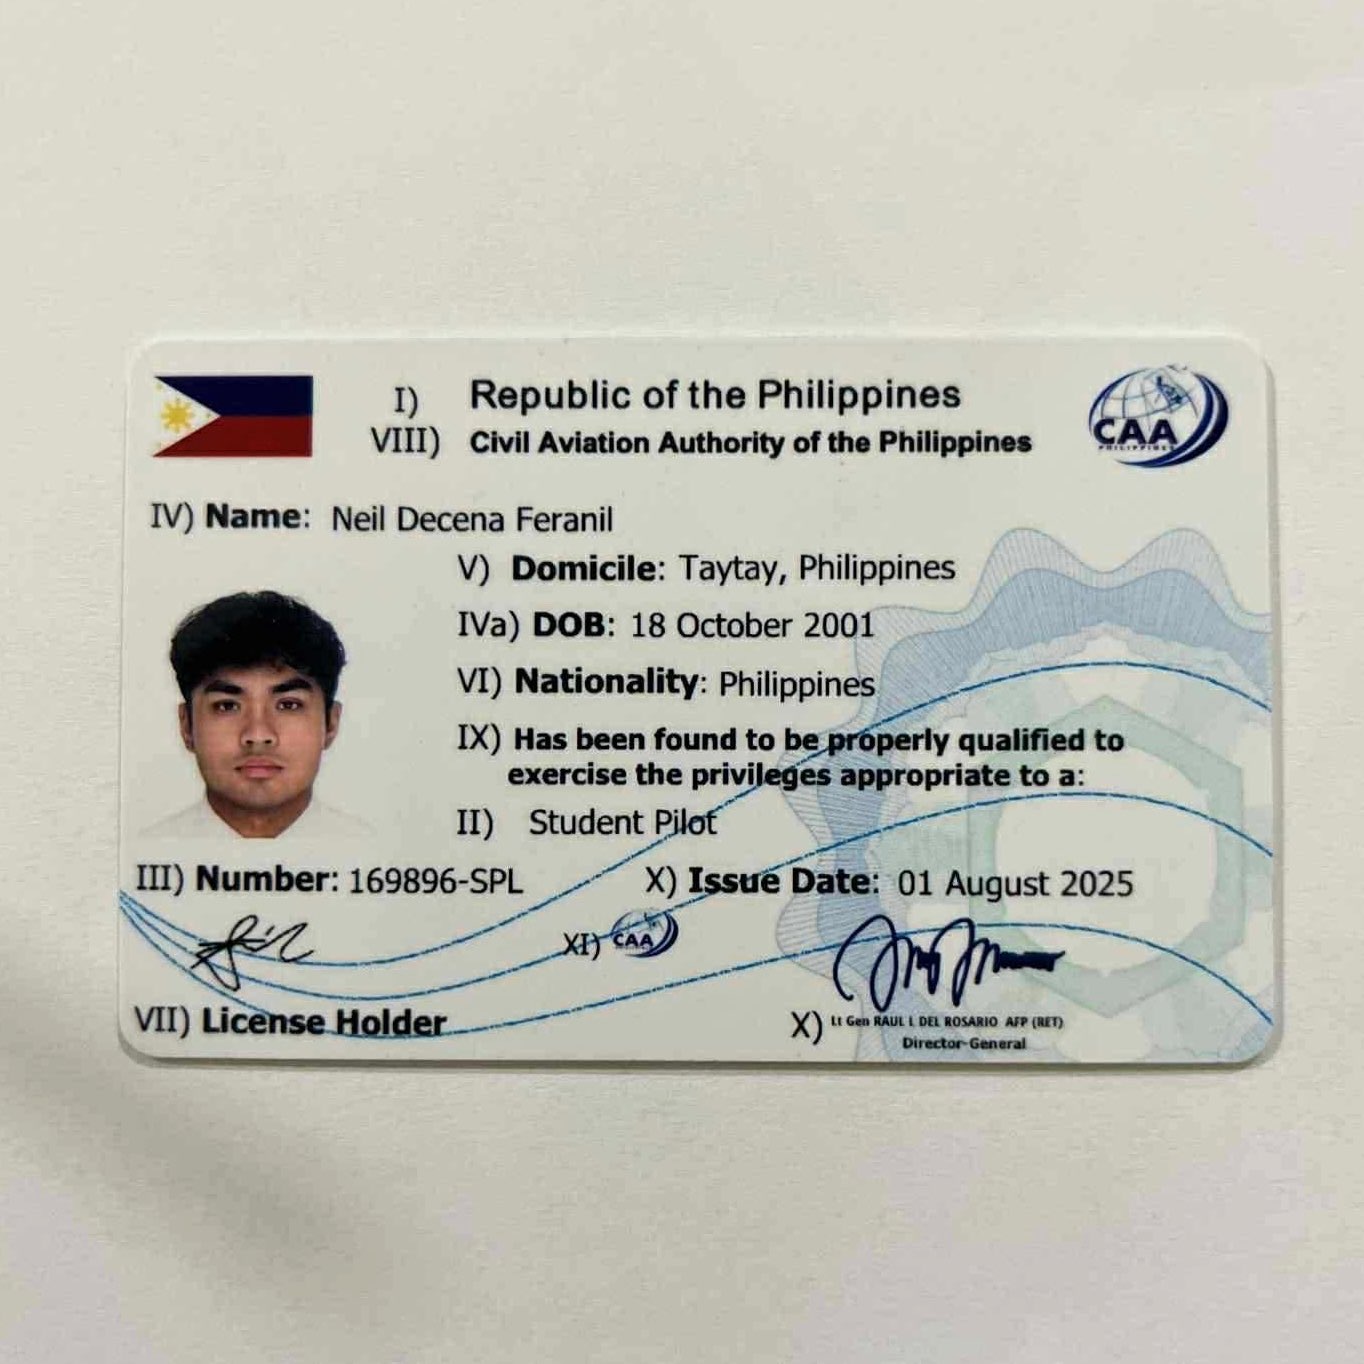 I) Republic of the Philippines
VIII) Civil Aviation Authority of the Philippines
CAA
PHILIPPINES
IV) Name: Neil Decena Feranil
V) Domicile: Taytay, Philippines
IVa) DOB: 18 October 2001
VI) Nationality: Philippines
IX) Has been found to be properly qualified to
exercise the privileges appropriate to a:
II) Student Pilot
III) Number: 169896-SPL X) Issue Date: 01 August 2025
XI) CAA
VII) License Holder
X) Lt Gen RAUL L DEL ROSARIO AFP (RET)
Director-General